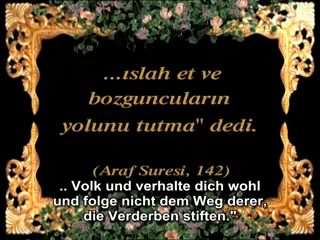 ...ıslah et ve
bozguncuların
yolunu tutma" dedi.
(Araf Suresi, 142)
.. Volk und verhalte dich wohl
und folge nicht dem Weg derer,
die Verderben stiften."